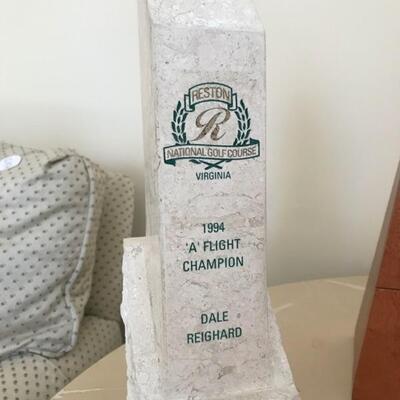 RESTON
R
NATIONAL GOLF COURSE
VIRGINIA
1994
'A' FLIGHT
CHAMPION
DALE
REIGHARD